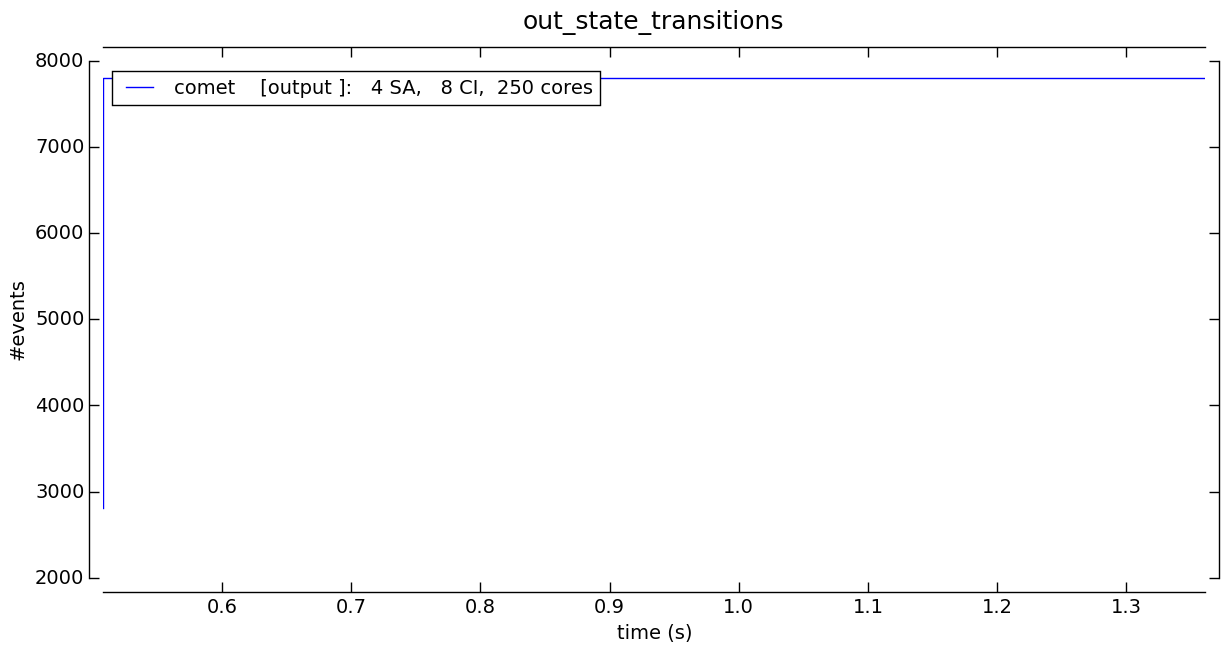 out_state_transitions
8000
comet    [output ]:   4 SA,   8 CI,  250 cores
7000
6000
5000
#events
4000
3000
2000
0.6 0.7 0.8 0.9 1.0 1.1 1.2 1.3
time (s)